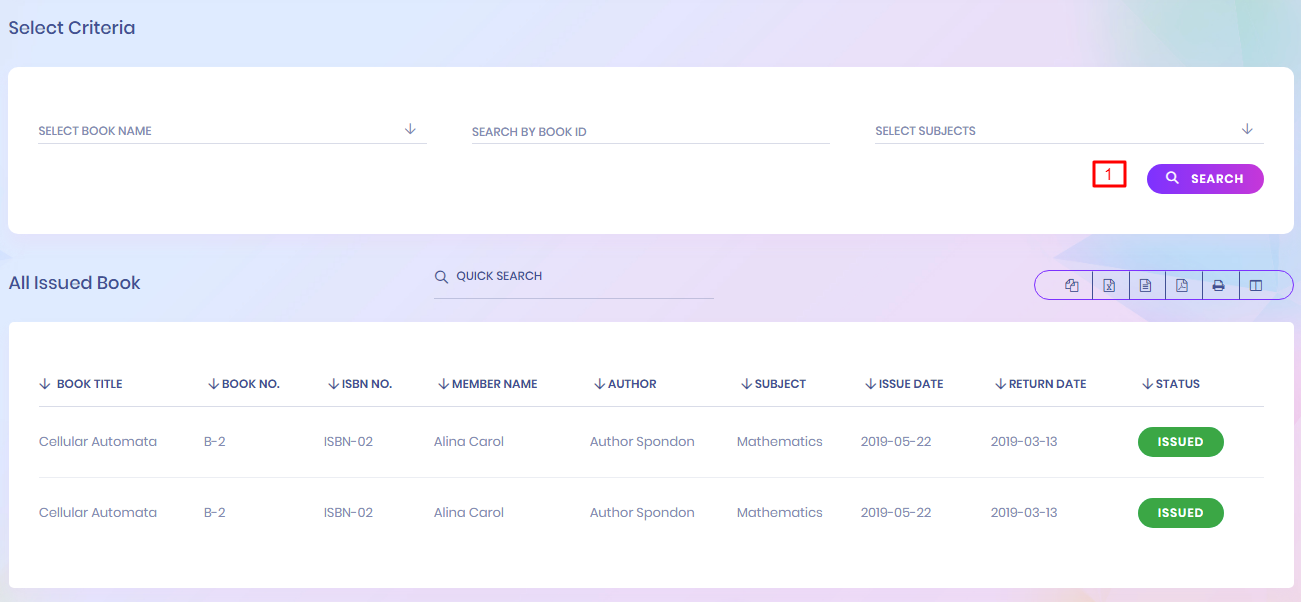 Select Criteria
SELECT BOOK NAME SEARCH BY BOOK ID SELECT SUBJECTS
1 SEARCH
All Issued Book QUICK SEARCH
BOOK TITLE BOOK NO. ISBN NO. MEMBER NAME AUTHOR SUBJECT ISSUE DATE RETURN DATE STATUS
Cellular Automata B-2 ISBN-02 Alina Carol Author Spondon Mathematics 2019-05-22 2019-03-13 ISSUED
Cellular Automata B-2 ISBN-02 Alina Carol Author Spondon Mathematics 2019-05-22 2019-03-13 ISSUED